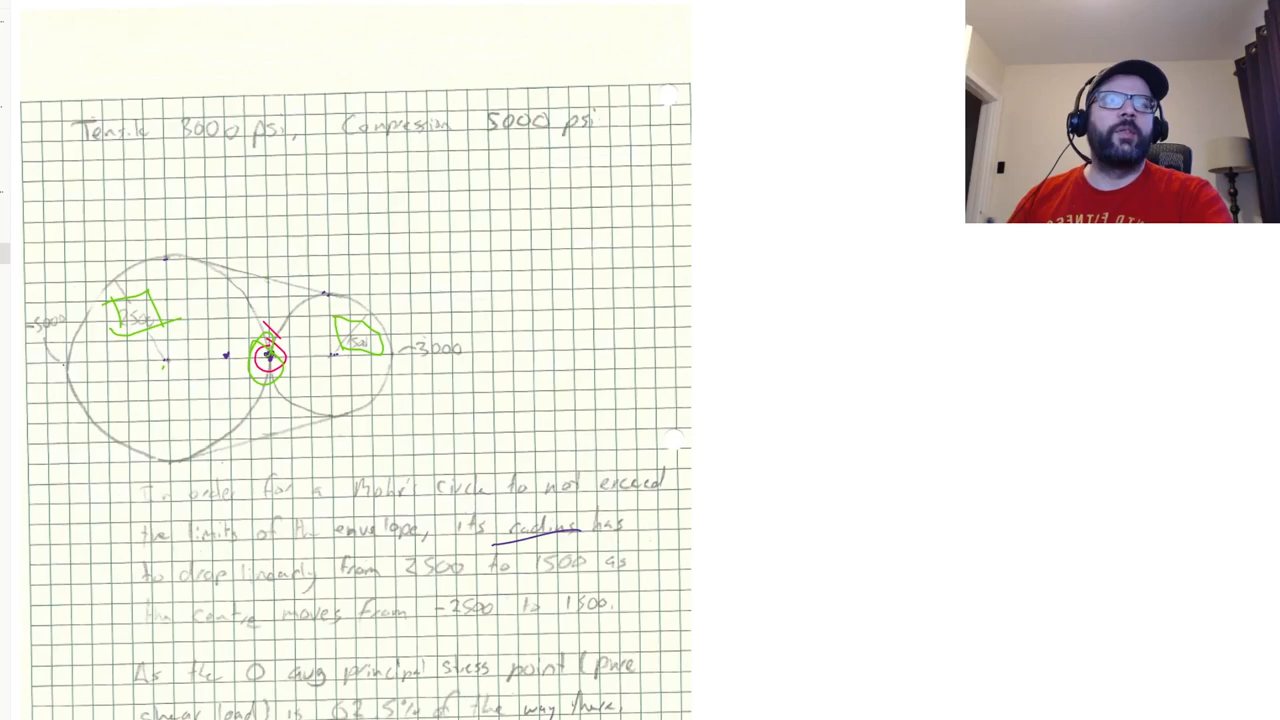 Tensile 3000 psi, Compression 5000 psi
-5000
2500
~3000
In order for a Mohr's circle to not exceed
the limits of the envelope, its radius has
to drop linearly from 2500 to 1500 as
the centre moves from -2500 to 1500.
As the 0 avg principal stress point (pure
shear load) is 62.5% of the way there,